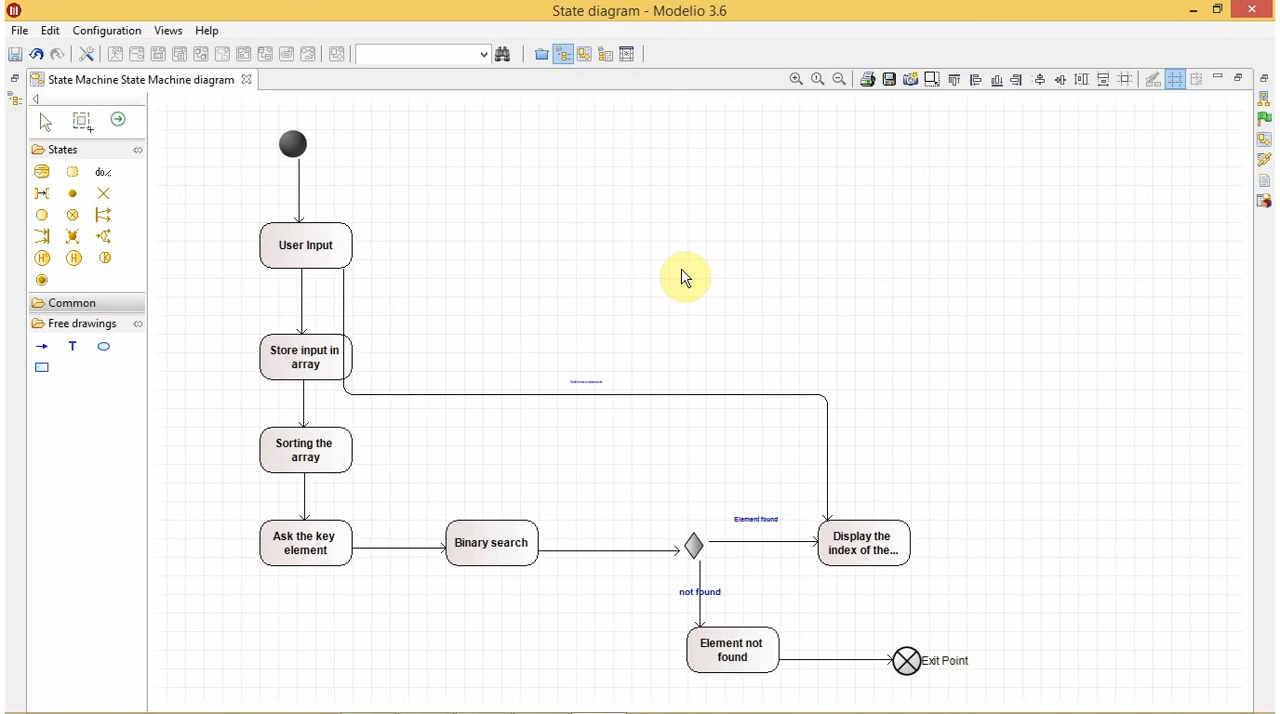 State diagram - Modelio 3.6
File Edit Configuration Views Help
State Machine State Machine diagram
States
do...
Common
Free drawings
T
User Input
Store input in
array
Sorting the
array
Ask the key
element
Binary search
Element found
Display the
index of the...
not found
Element not
found
Exit Point